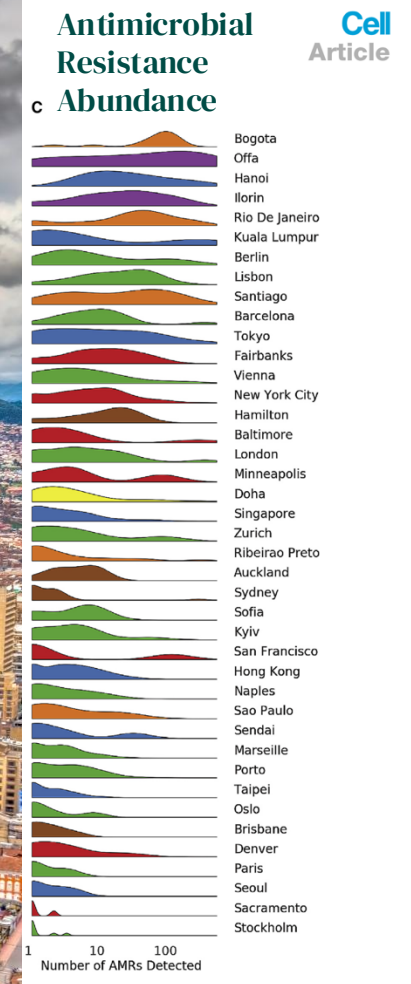 Antimicrobial
Resistance
Abundance
Cell
Article
C
Bogota
Offa
Hanoi
Ilorin
Rio De Janeiro
Kuala Lumpur
Berlin
Lisbon
Santiago
Barcelona
Tokyo
Fairbanks
Vienna
New York City
Hamilton
Baltimore
London
Minneapolis
Doha
Singapore
Zurich
Ribeirao Preto
Auckland
Sydney
Sofia
Kyiv
San Francisco
Hong Kong
Naples
Sao Paulo
Sendai
Marseille
Porto
Taipei
Oslo
Brisbane
Denver
Paris
Seoul
Sacramento
Stockholm
1 10 100
Number of AMRs Detected